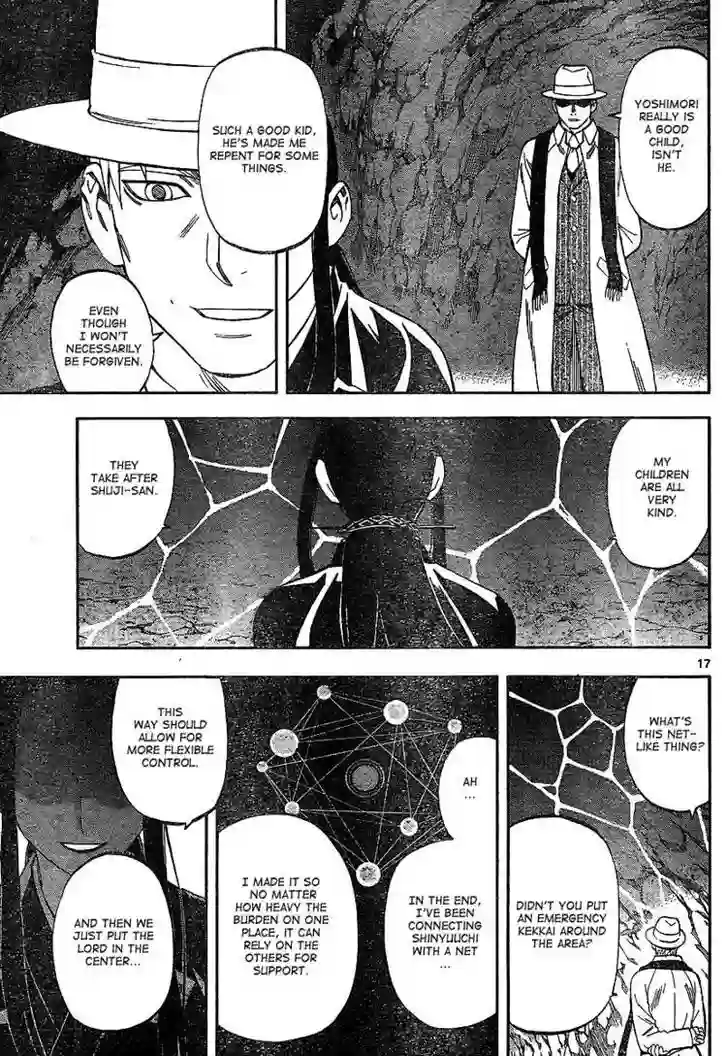 YOSHIMORI
REALLY IS
A GOOD
CHILD,
ISN'T
HE.
SUCH A GOOD KID,
HE'S MADE ME
REPENT FOR SOME
THINGS.
EVEN
THOUGH
I WON'T
NECESSARILY
BE FORGIVEN.
MY
CHILDREN
ARE ALL
VERY
KIND.
THEY
TAKE AFTER
SHUJI-SAN.
17
WHAT'S
THIS NET-
LIKE THING?
DIDN'T YOU PUT
AN EMERGENCY
KEKKAI AROUND
THE AREA?
AH
...
IN THE END,
I'VE BEEN
CONNECTING
SHINYUUCHI
WITH A NET
...
I MADE IT SO
NO MATTER
HOW HEAVY THE
BURDEN ON ONE
PLACE, IT CAN
RELY ON THE
OTHERS FOR
SUPPORT.
THIS
WAY SHOULD
ALLOW FOR
MORE FLEXIBLE
CONTROL.
AND THEN WE
JUST PUT THE
LORD IN THE
CENTER...